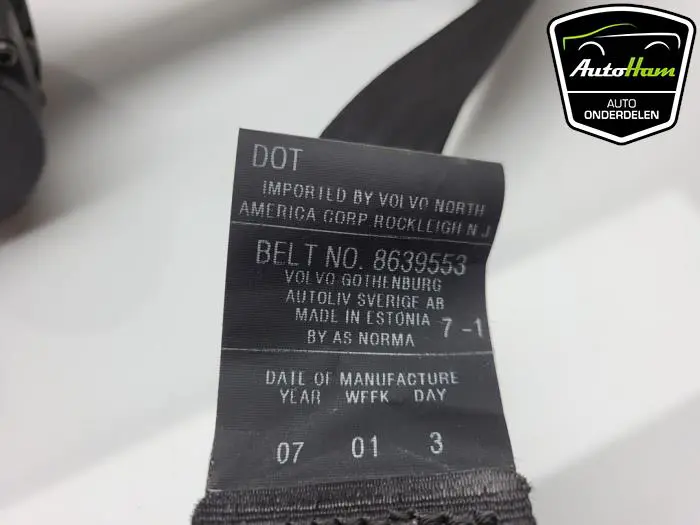 AutoHam
AUTO
ONDERDELEN
DOT
IMPORTED BY VOLVO NORTH
AMERICA CORP ROCKLEIGH N J
BELT NO. 8639553
VOLVO GOTHENBURG
AUTOLIV SVERIGE AB
MADE IN ESTONIA 7-1
BY AS NORMA
DATE OF MANUFACTURE
YEAR WEEK DAY
07 01 3